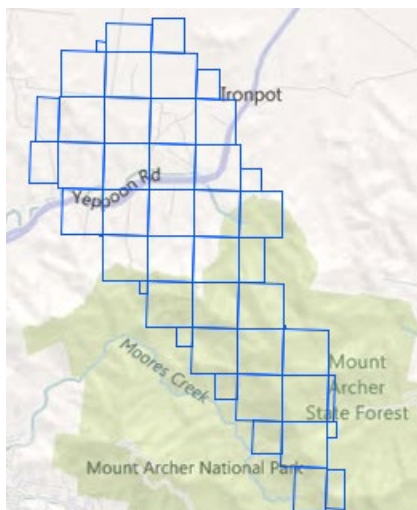 Ironpot
Yeppoon Rd
Moores Creek
Mount
Archer
State Forest
Mount Archer National Park